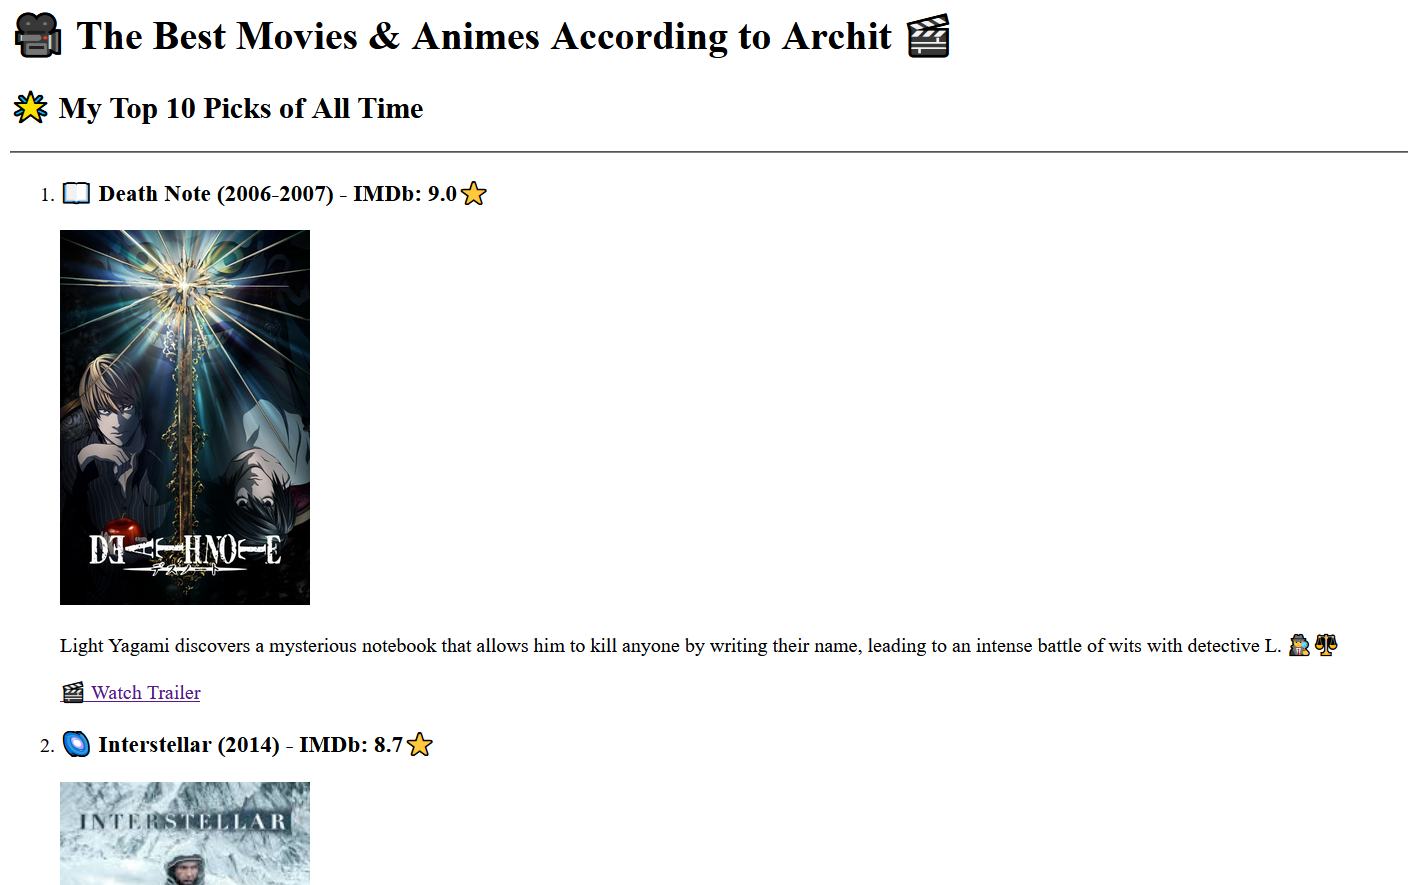 🎥 The Best Movies & Animes According to Archit 🎬
🌟 My Top 10 Picks of All Time
1. 📖 Death Note (2006-2007) - IMDb: 9.0⭐
DEATH NOTE
デスノート
Light Yagami discovers a mysterious notebook that allows him to kill anyone by writing their name, leading to an intense battle of wits with detective L. 🕵️⚖️
🎬 Watch Trailer
2. 🌌 Interstellar (2014) - IMDb: 8.7⭐
INTERSTELLAR